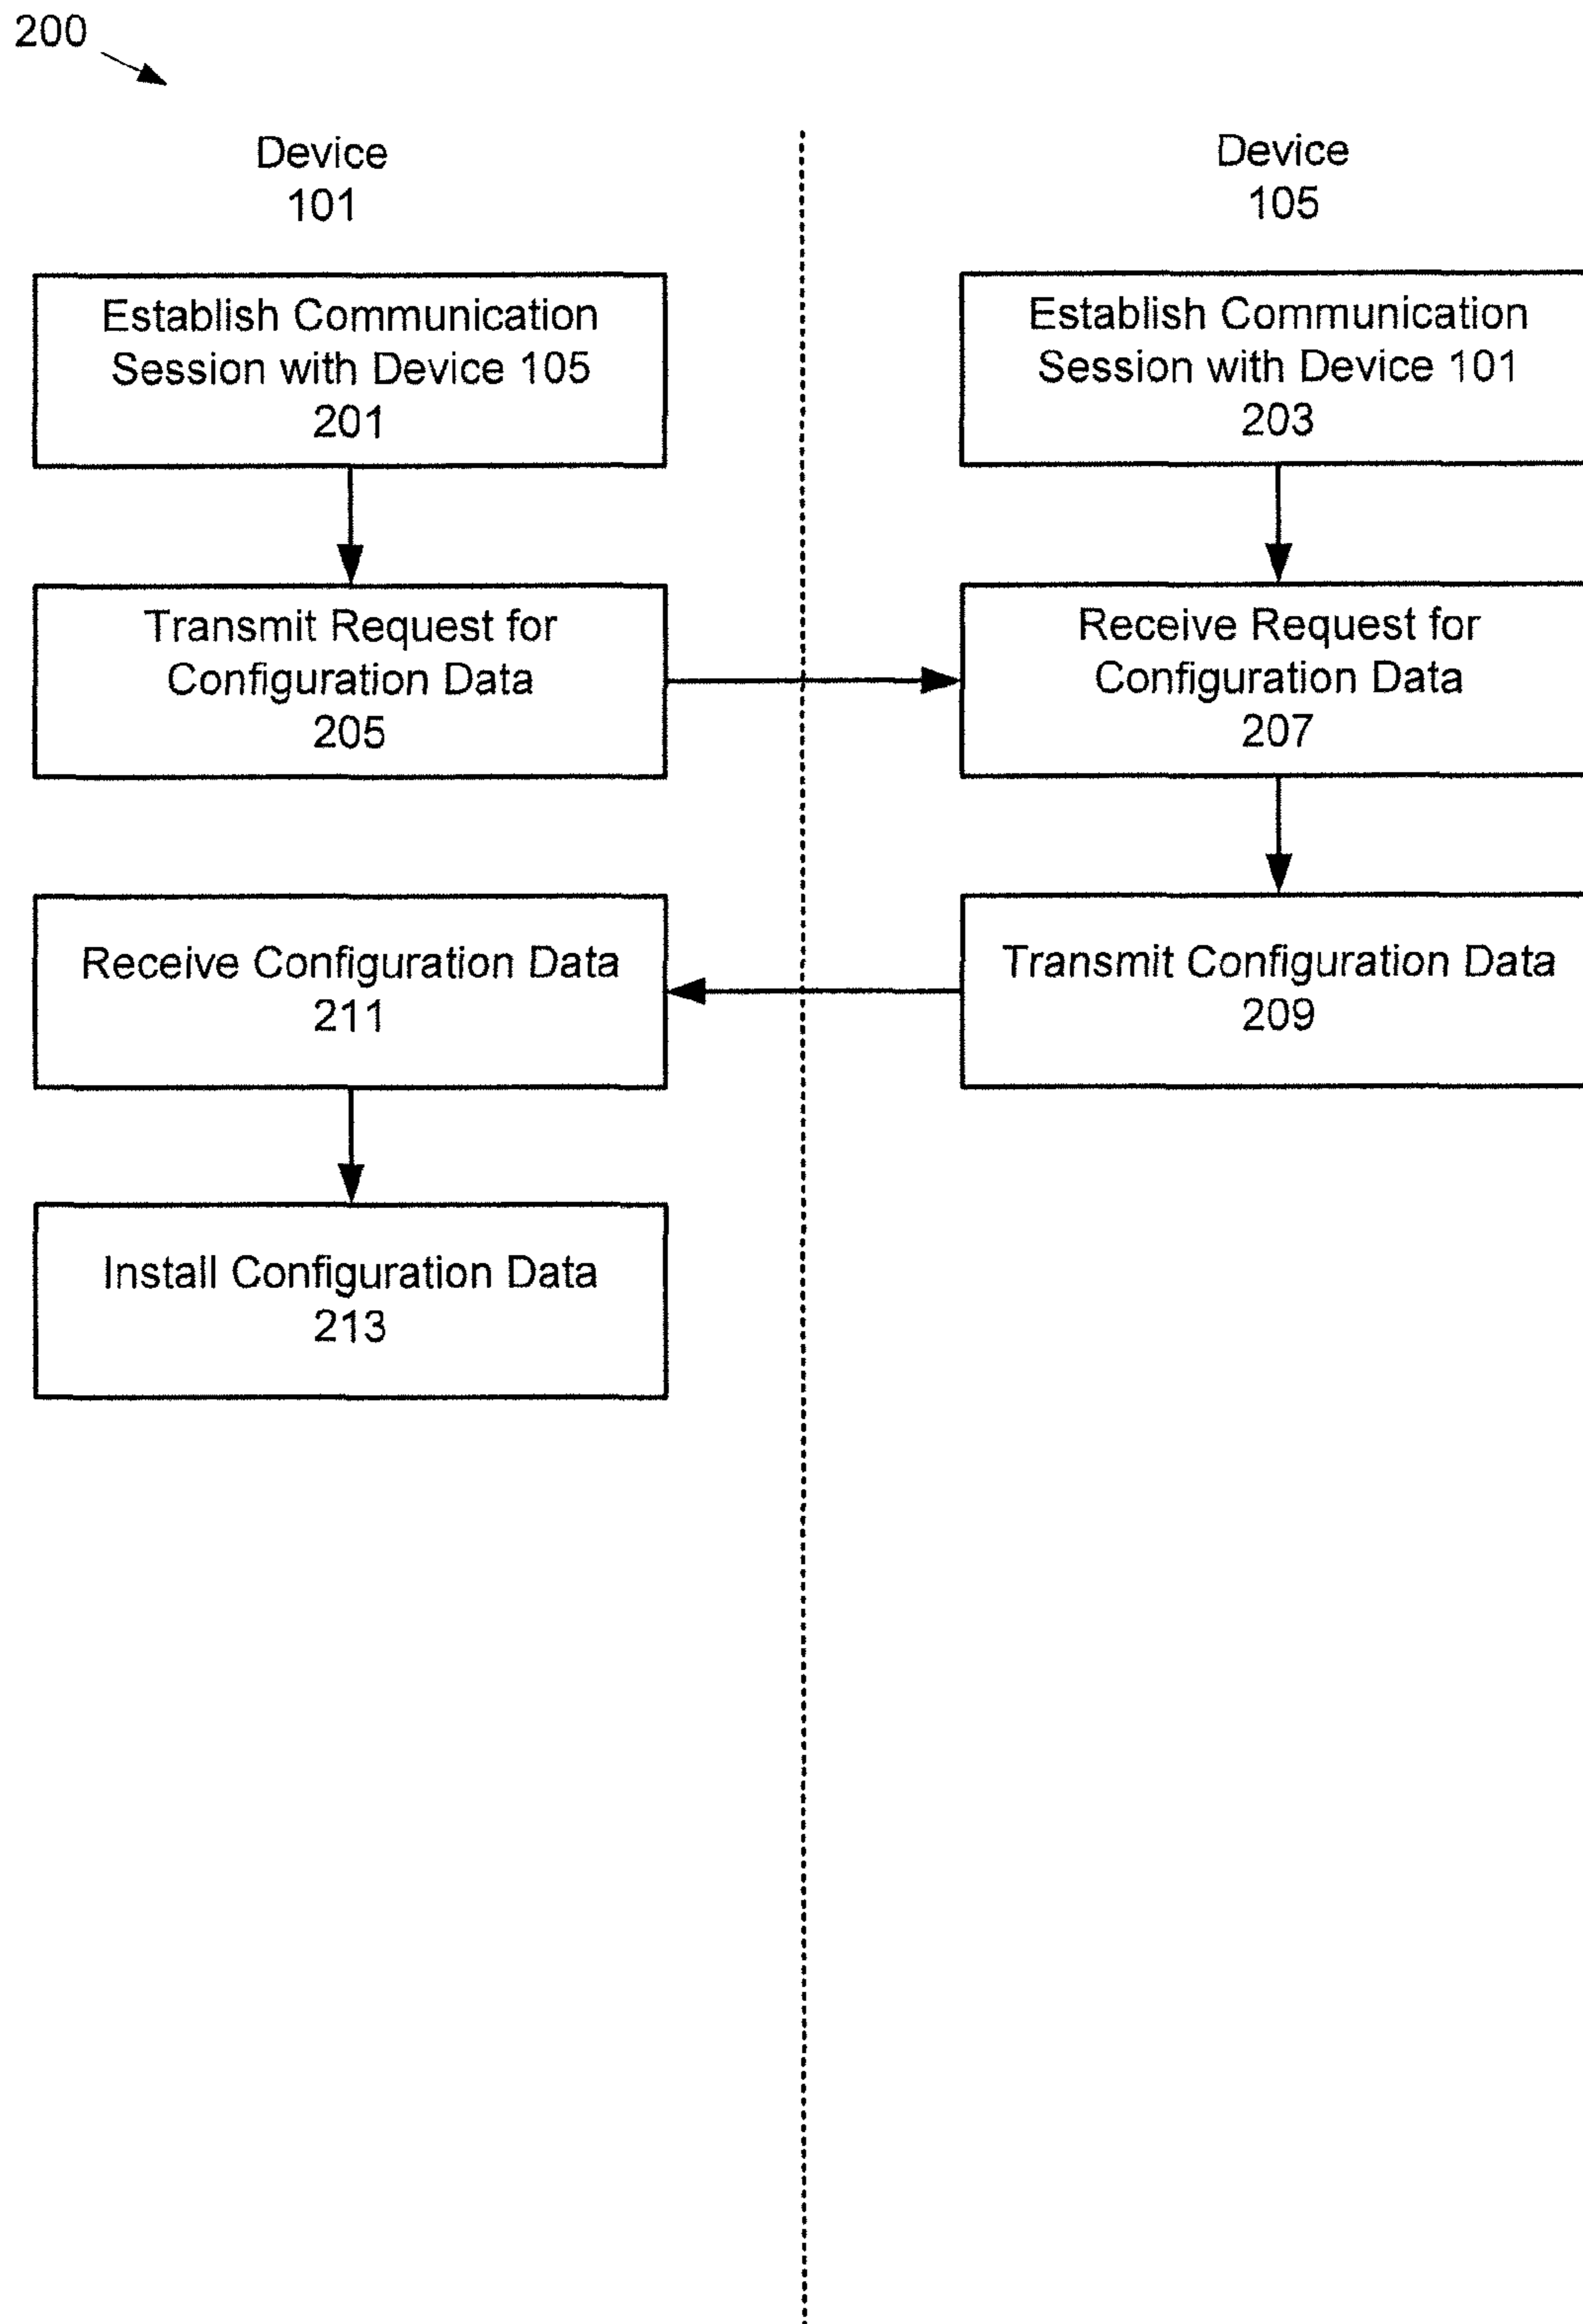 200
Device
101
Device
105
Establish Communication
Session with Device 105
201
Establish Communication
Session with Device 101
203
Transmit Request for
Configuration Data
205
Receive Request for
Configuration Data
207
Receive Configuration Data
211
Transmit Configuration Data
209
Install Configuration Data
213